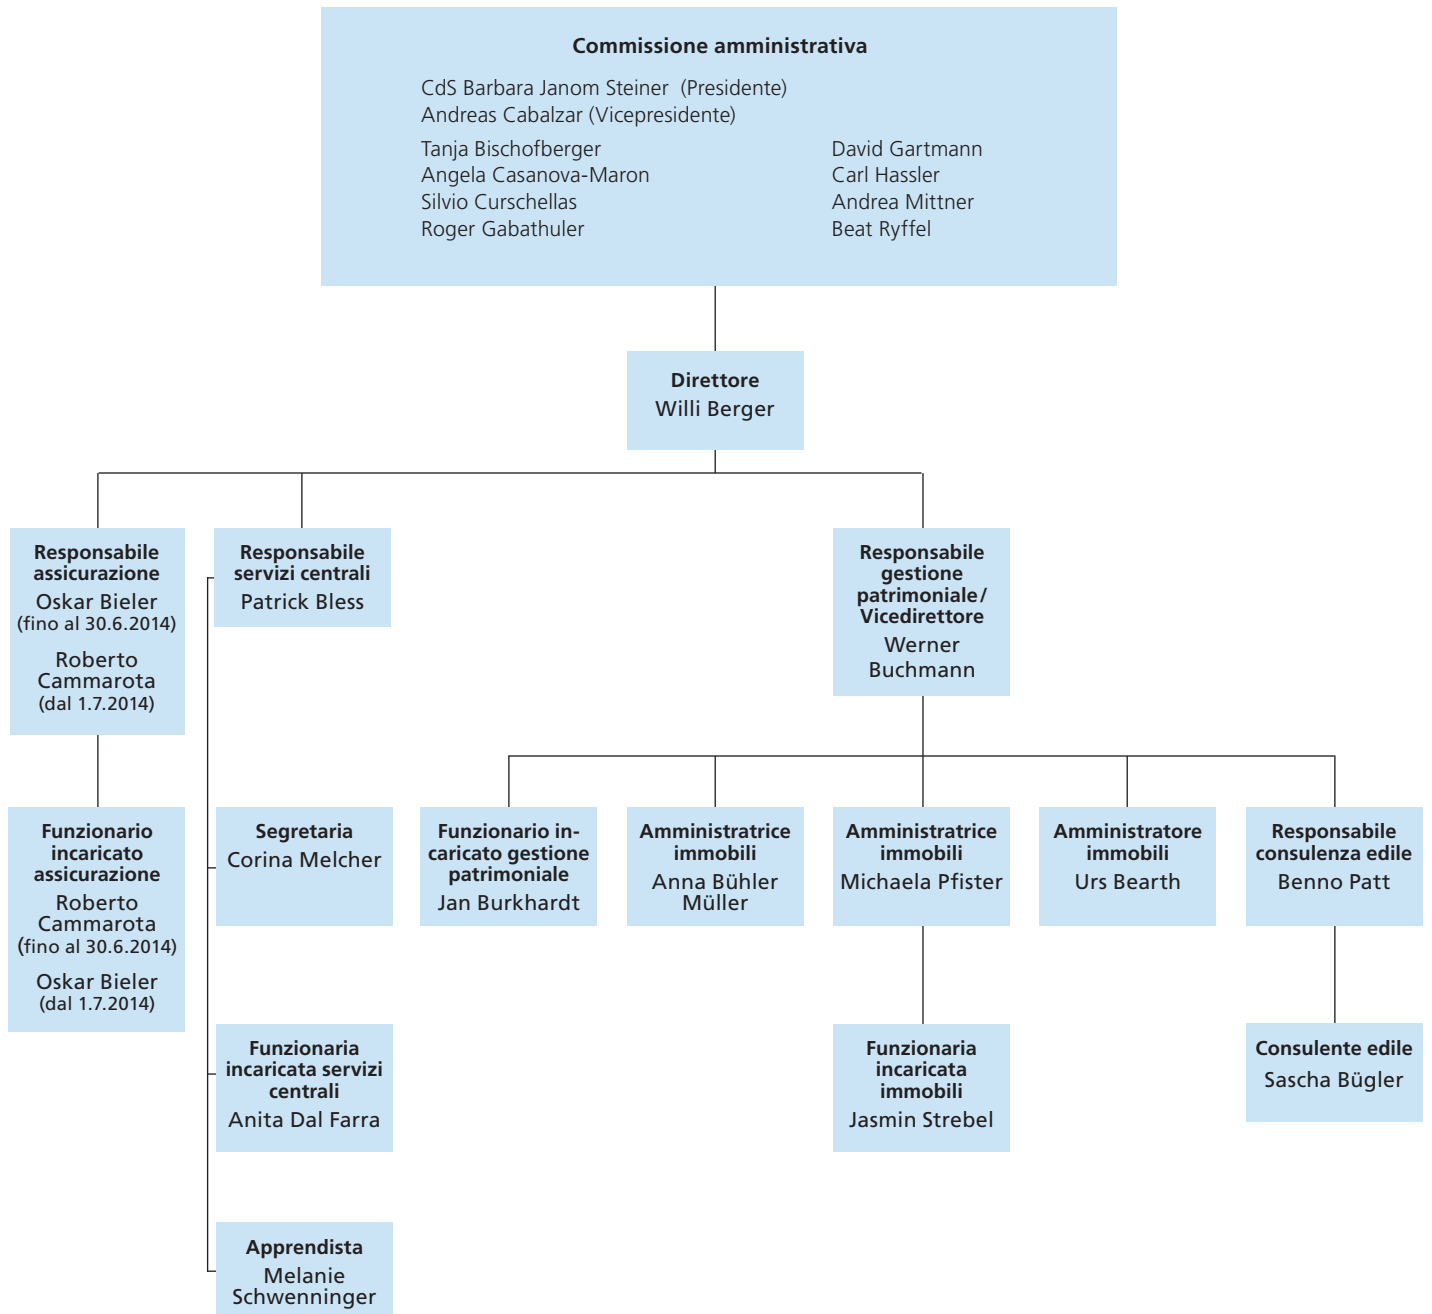 Commissione amministrativa
CdS Barbara Janom Steiner (Presidente)
Andreas Cabalzar (Vicepresidente)
Tanja Bischofberger
Angela Casanova-Maron
Silvio Curschellas
Roger Gabathuler
David Gartmann
Carl Hassler
Andrea Mittner
Beat Ryffel
Direttore
Willi Berger
Responsabile
assicurazione
Oskar Bieler
(fino al 30.6.2014)
Roberto
Cammarota
(dal 1.7.2014)
Responsabile
servizi centrali
Patrick Bless
Responsabile
gestione
patrimoniale/
Vicedirettore
Werner
Buchmann
Funzionario
incaricato
assicurazione
Roberto
Cammarota
(fino al 30.6.2014)
Oskar Bieler
(dal 1.7.2014)
Segretaria
Corina Melcher
Funzionario in-
caricato gestione
patrimoniale
Jan Burkhardt
Amministratrice
immobili
Anna Bühler
Müller
Amministratrice
immobili
Michaela Pfister
Amministratore
immobili
Urs Bearth
Responsabile
consulenza edile
Benno Patt
Funzionaria
incaricata servizi
centrali
Anita Dal Farra
Funzionaria
incaricata
immobili
Jasmin Strebel
Consulente edile
Sascha Bügler
Apprendista
Melanie
Schwenninger